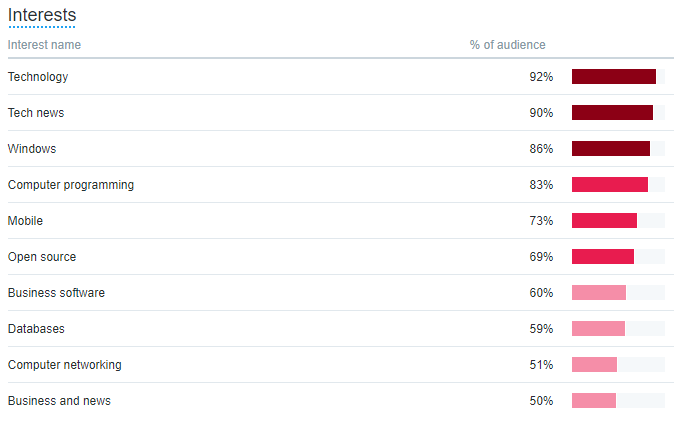 Interests
Interest name % of audience
Technology 92%
Tech news 90%
Windows 86%
Computer programming 83%
Mobile 73%
Open source 69%
Business software 60%
Databases 59%
Computer networking 51%
Business and news 50%